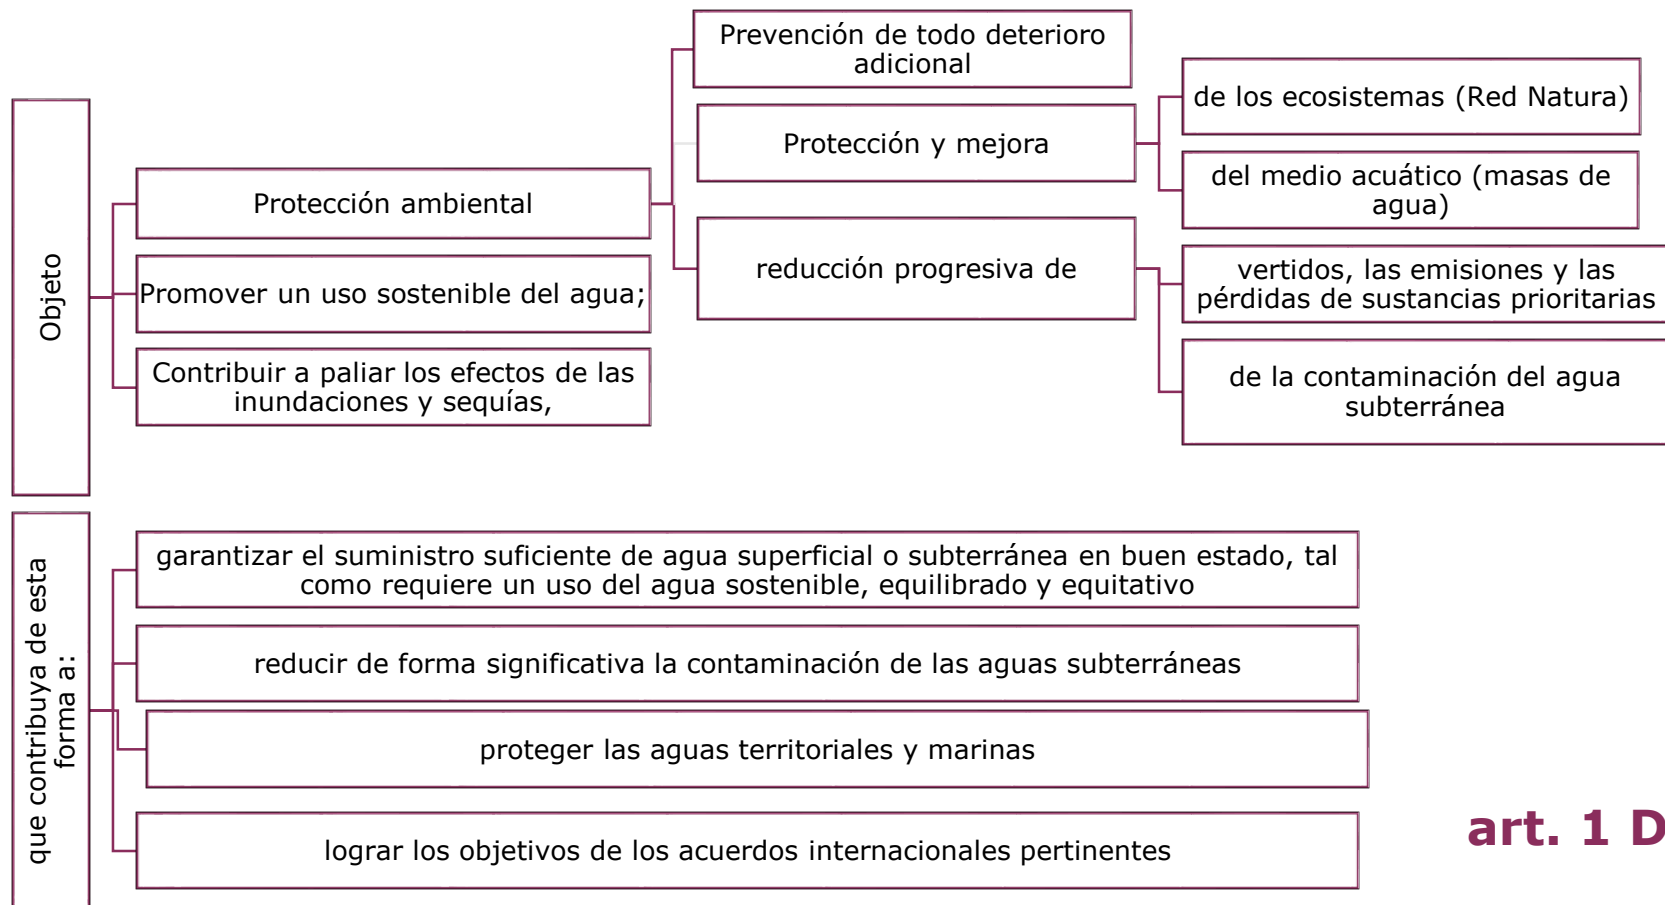 Objeto
Protección ambiental
Prevención de todo deterioro
adicional
Protección y mejora
de los ecosistemas (Red Natura)
del medio acuático (masas de
agua)
reducción progresiva de
vertidos, las emisiones y las
pérdidas de sustancias prioritarias
de la contaminación del agua
subterránea
Promover un uso sostenible del agua;
Contribuir a paliar los efectos de las
inundaciones y sequías,
que contribuya de esta
forma a:
garantizar el suministro suficiente de agua superficial o subterránea en buen estado, tal
como requiere un uso del agua sostenible, equilibrado y equitativo
reducir de forma significativa la contaminación de las aguas subterráneas
proteger las aguas territoriales y marinas
lograr los objetivos de los acuerdos internacionales pertinentes
art. 1 D